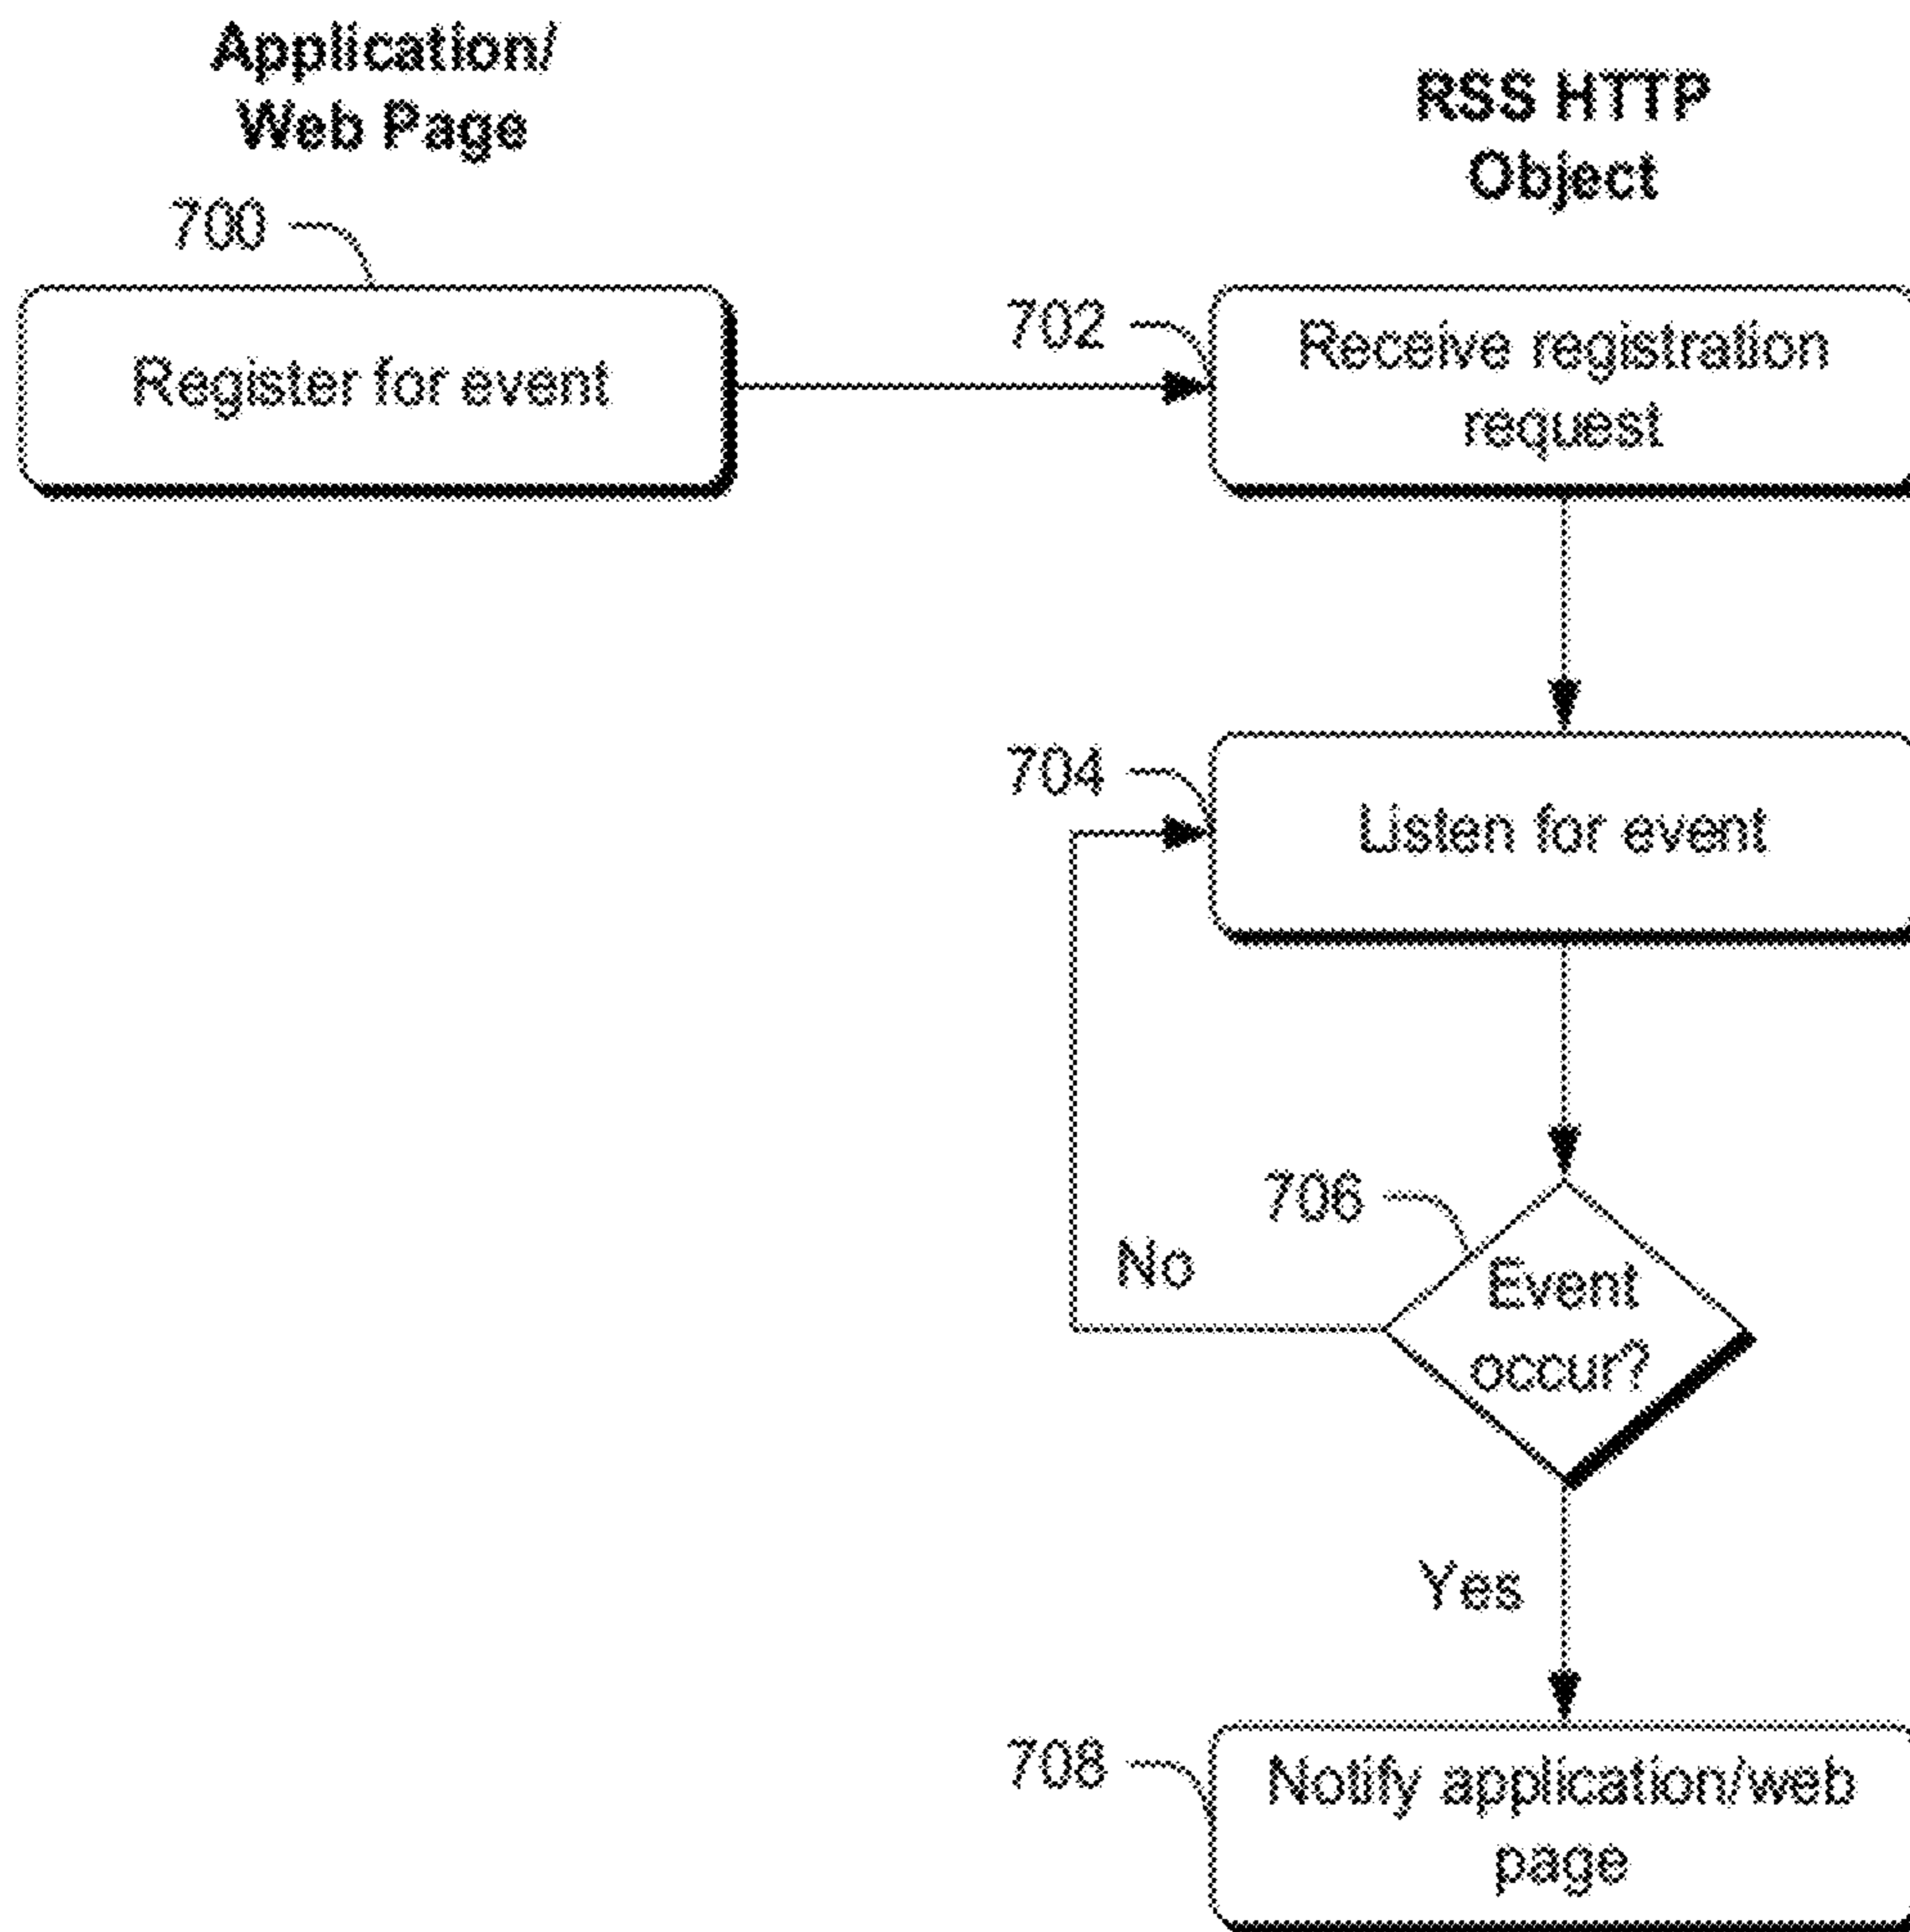 Application/
Web Page
700
Register for event
RSS HTTP
Object
702
Receive registration
request
704
Listen for event
706
Event
occur?
No
Yes
708
Notify application/web
page